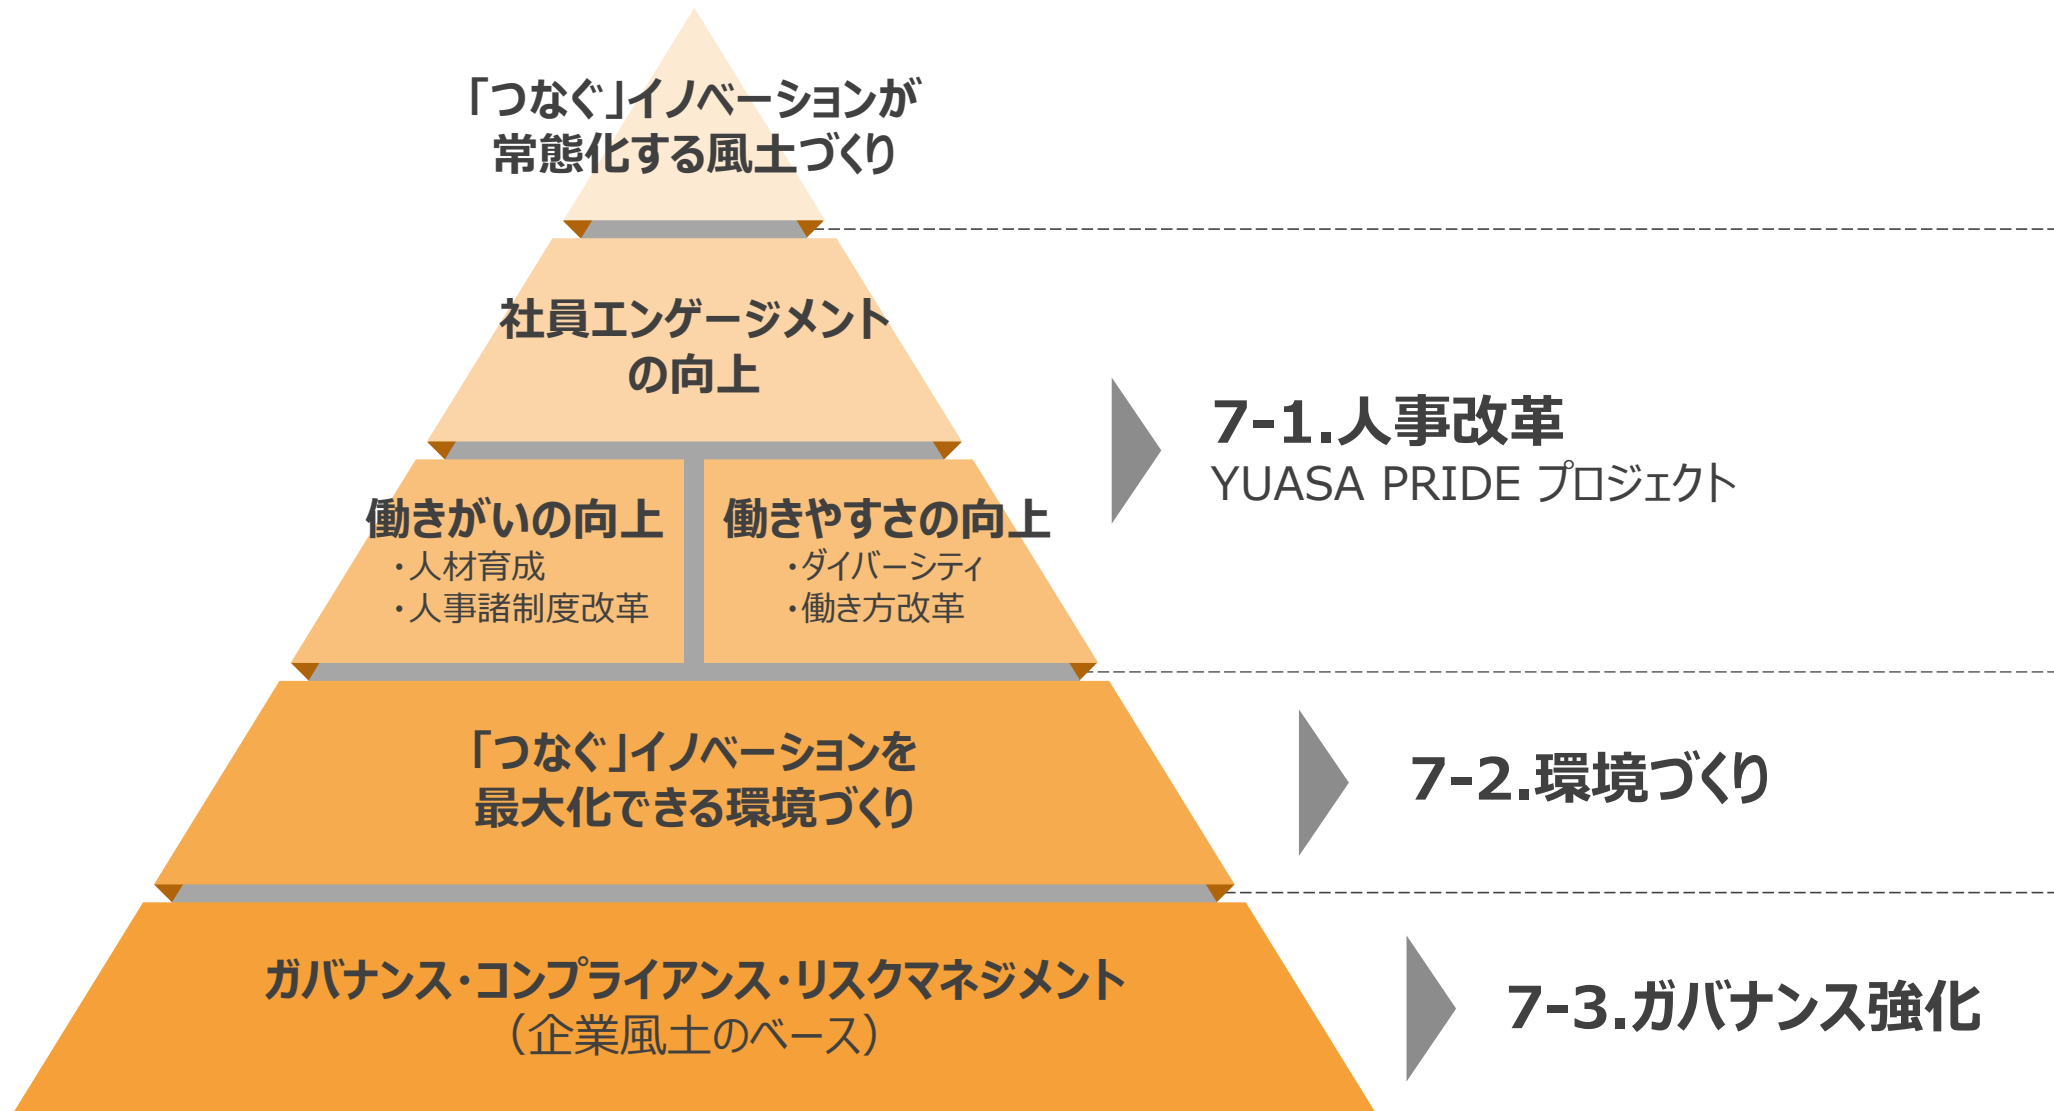 「つなぐ」イノベーションが
常態化する風土づくり
社員エンゲージメント
の向上
働きがいの向上
・人材育成
・人事諸制度改革
働きやすさの向上
・ダイバーシティ
・働き方改革
7-1.人事改革
YUASA PRIDE プロジェクト
「つなぐ」イノベーションを
最大化できる環境づくり
7-2.環境づくり
ガバナンス・コンプライアンス・リスクマネジメント
（企業風土のベース）
7-3.ガバナンス強化